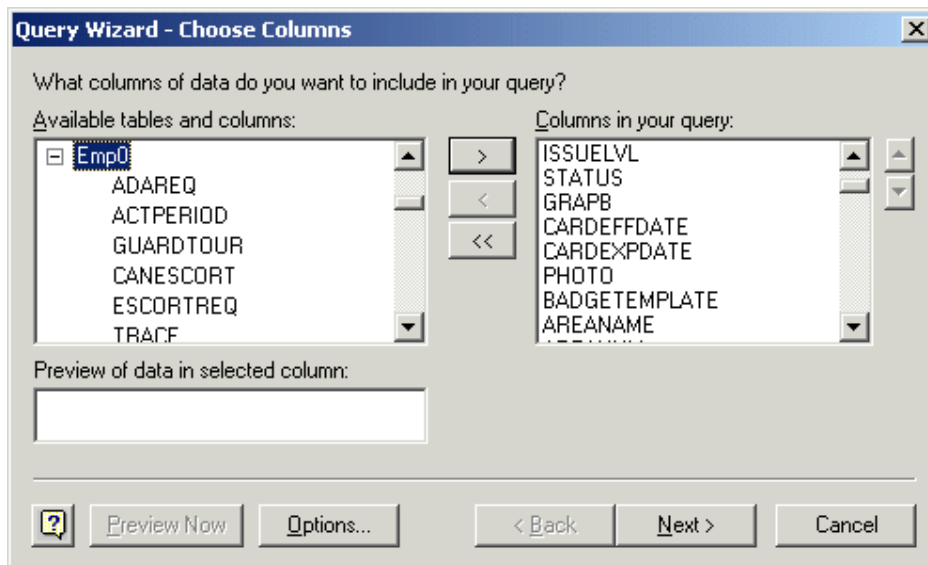 Query Wizard - Choose Columns
What columns of data do you want to include in your query?
Available tables and columns:
Emp0
ADAREQ
ACTPERIOD
GUARDTOUR
CANESCORT
ESCORTREQ
TRACE
>
<
<<
Columns in your query:
ISSUELVL
STATUS
GRAPB
CARDEFFDATE
CARDEXPDATE
PHOTO
BADGETEMPLATE
AREANAME
Preview of data in selected column:
Preview Now
Options...
< Back
Next >
Cancel